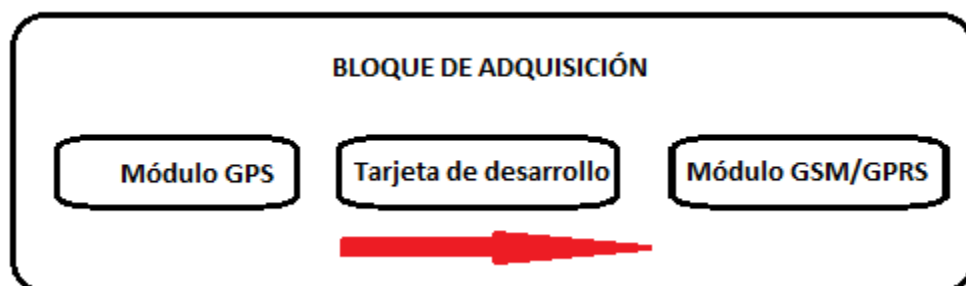 BLOQUE DE ADQUISICIÓN
Módulo GPS
Tarjeta de desarrollo
Módulo GSM/GPRS